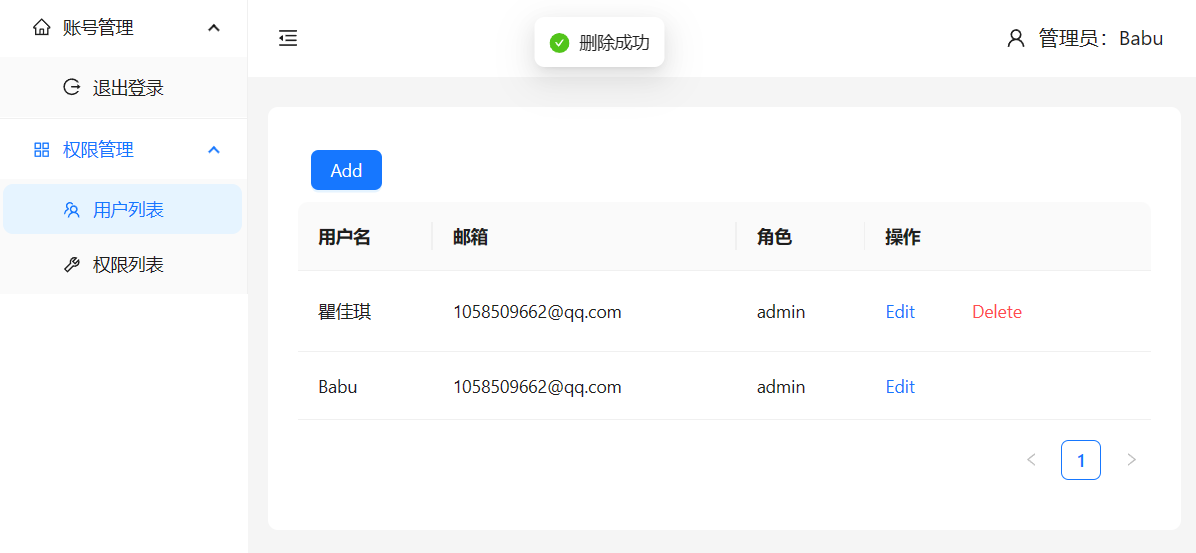 账号管理
退出登录
权限管理
用户列表
权限列表
删除成功
管理员：Babu
Add
用户名 邮箱 角色 操作
瞿佳琪 1058509662@qq.com admin Edit Delete
Babu 1058509662@qq.com admin Edit
1